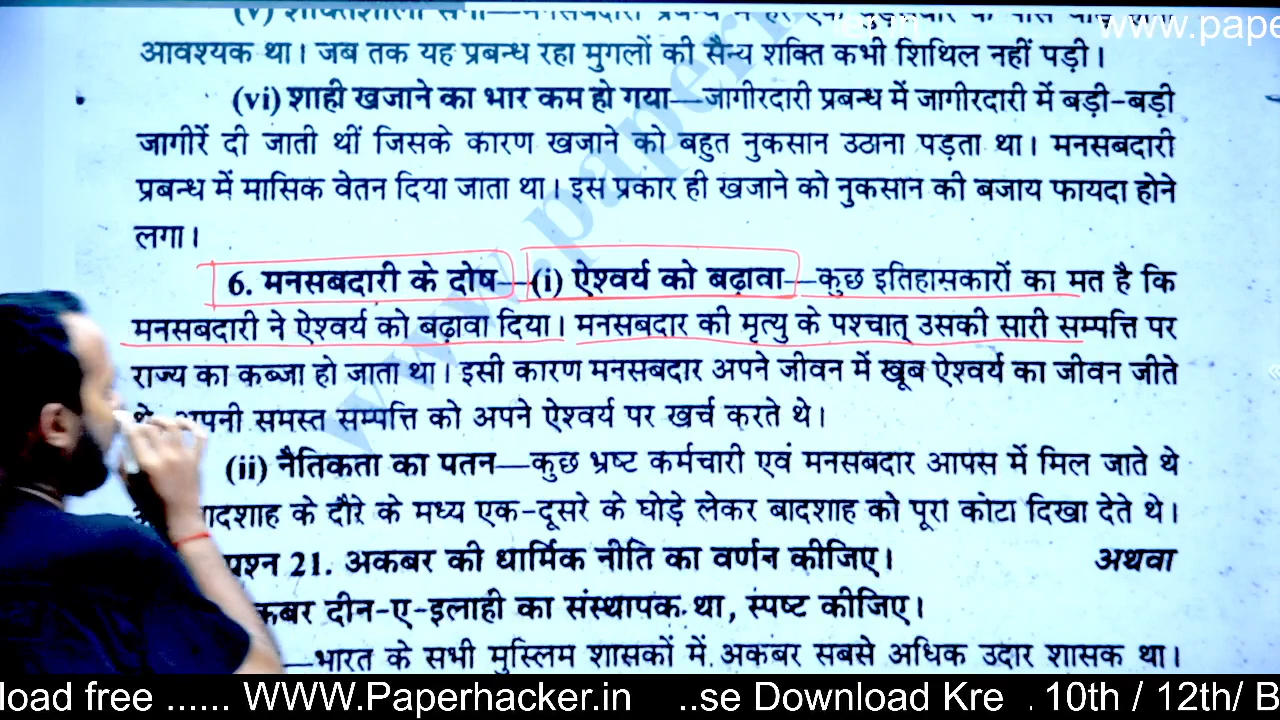 (v) शक्तिशाली सेना—मनसबदारी प्रबन्ध में हर एक
www.pape
आवश्यक था। जब तक यह प्रबन्ध रहा मुगलों की सैन्य शक्ति कभी शिथिल नहीं पड़ी।
(vi) शाही खजाने का भार कम हो गया—जागीरदारी प्रबन्ध में जागीरदारी में बड़ी-बड़ी
जागीरें दी जाती थीं जिसके कारण खजाने को बहुत नुकसान उठाना पड़ता था। मनसबदारी
प्रबन्ध में मासिक वेतन दिया जाता था। इस प्रकार ही खजाने को नुकसान की बजाय फायदा होने
लगा।
6. मनसबदारी के दोष—(i) ऐश्वर्य को बढ़ावा—कुछ इतिहासकारों का मत है कि
मनसबदारी ने ऐश्वर्य को बढ़ावा दिया। मनसबदार की मृत्यु के पश्चात् उसकी सारी सम्पत्ति पर
राज्य का कब्जा हो जाता था। इसी कारण मनसबदार अपने जीवन में खूब ऐश्वर्य का जीवन जीते
समस्त सम्पत्ति को अपने ऐश्वर्य पर खर्च करते थे।
(ii) नैतिकता का पतन—कुछ भ्रष्ट कर्मचारी एवं मनसबदार आपस में मिल जाते थे
के दौरे के मध्य एक-दूसरे के घोड़े लेकर बादशाह को पूरा कांटा दिखा देते थे।
प्रश्न 21. अकबर की धार्मिक नीति का वर्णन कीजिए। अथवा
दीन-ए-इलाही का संस्थापक था, स्पष्ट कीजिए।
—भारत के सभी मुस्लिम शासकों में अकबर सबसे अधिक उदार शासक था।
load free ...... WWW.Paperhacker.in ..se Download Kre . 10th / 12th/ B